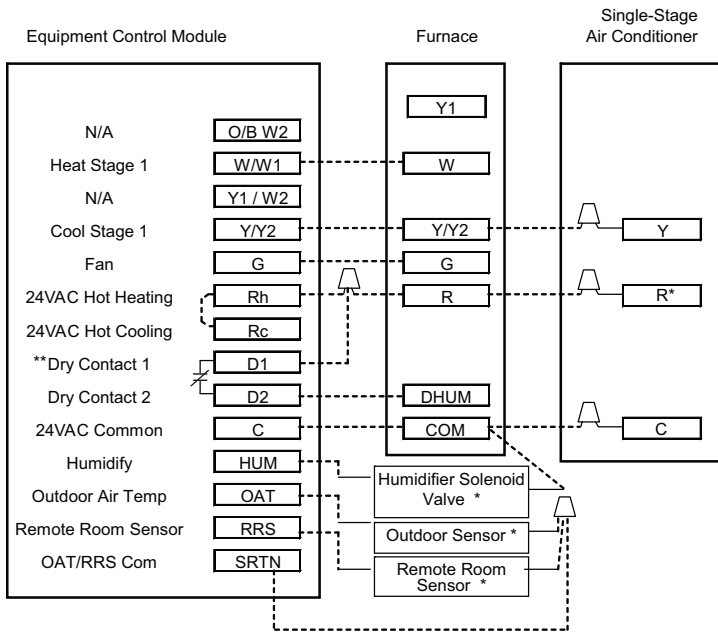 Single-Stage
Equipment Control Module Furnace Air Conditioner
Y1
N/A O/B W2
Heat Stage 1 W/W1 W
N/A Y1 / W2
Cool Stage 1 Y/Y2 Y/Y2 Y
Fan G G
24VAC Hot Heating Rh R R*
24VAC Hot Cooling Rc
**Dry Contact 1 D1
Dry Contact 2 D2 DHUM
24VAC Common C COM C
Humidify HUM
Humidifier Solenoid
Valve *
Outdoor Air Temp OAT
Outdoor Sensor *
Remote Room Sensor RRS
Remote Room
Sensor *
OAT/RRS Com SRTN